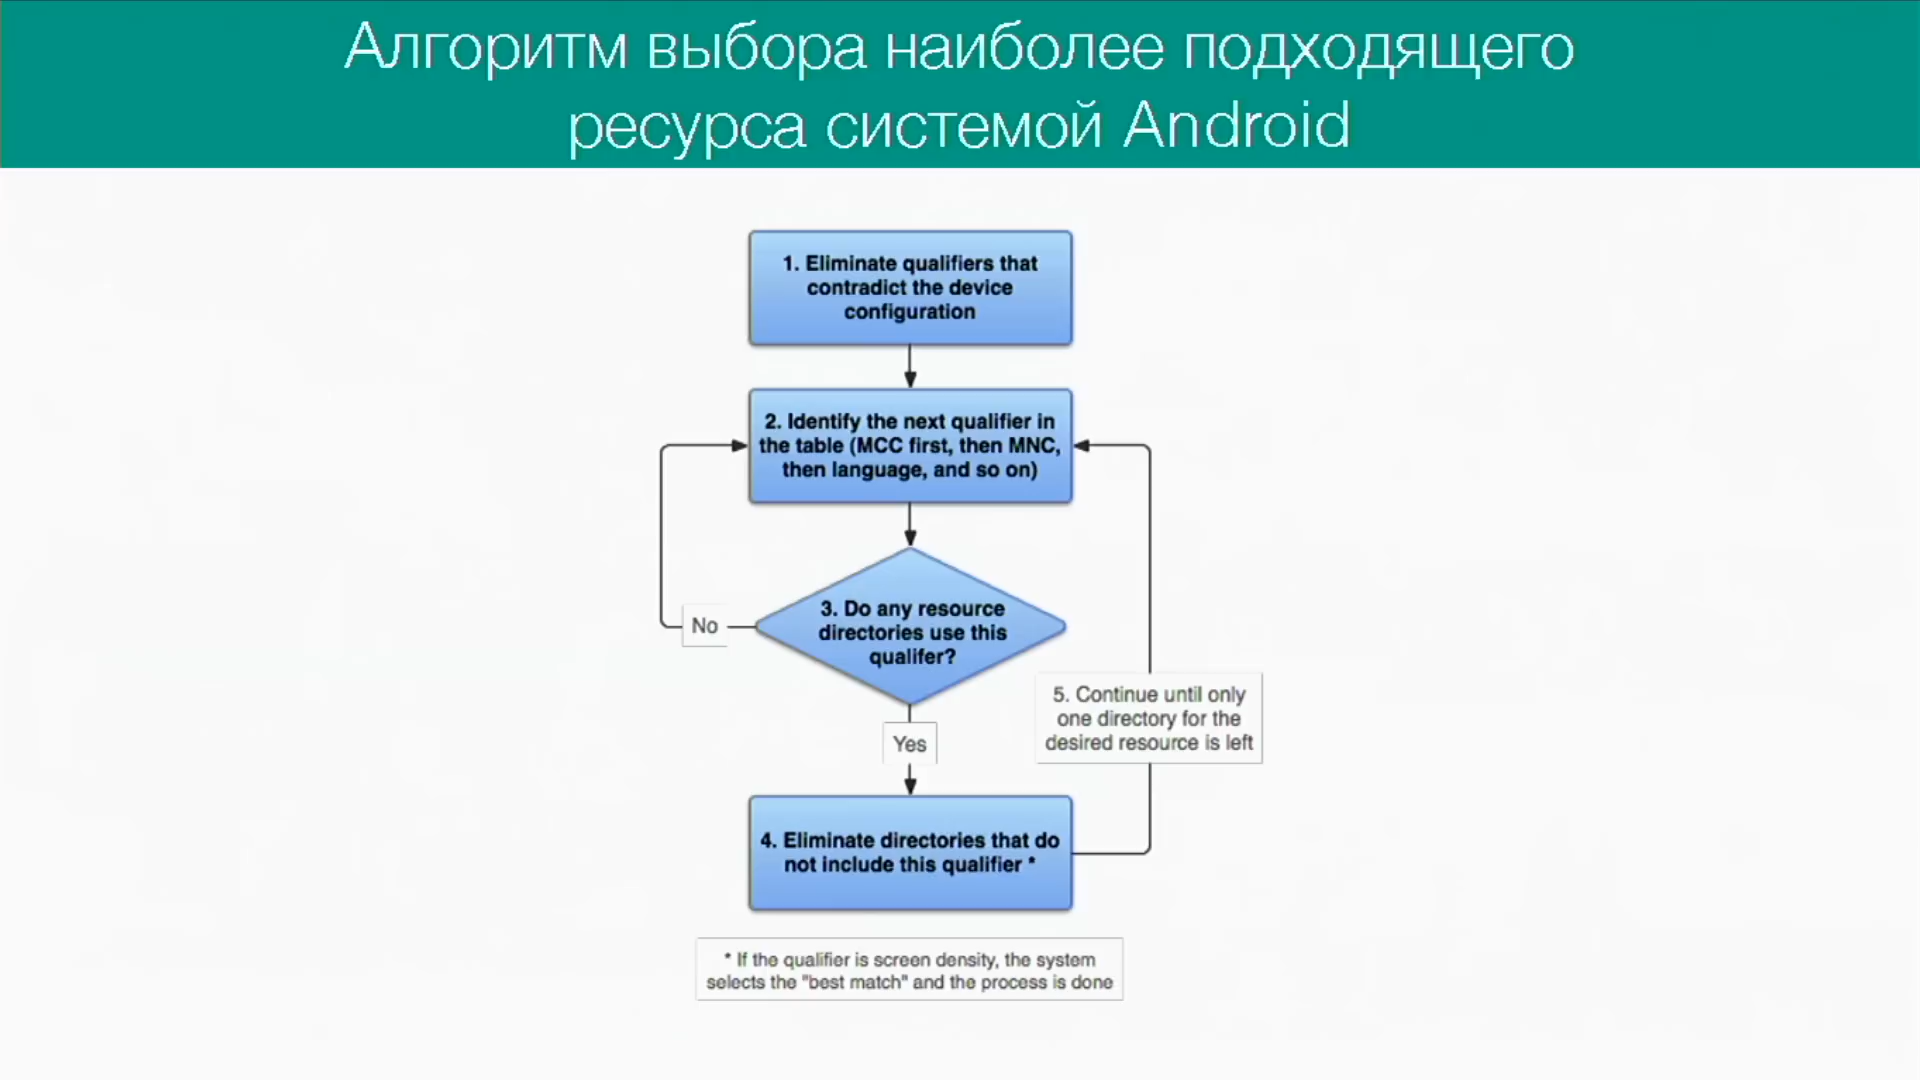 Алгоритм выбора наиболее подходящего
ресурса системой Android
1. Eliminate qualifiers that
contradict the device
configuration
2. Identify the next qualifier in
the table (MCC first, then MNC,
then language, and so on)
3. Do any resource
directories use this
qualifer?
No
Yes
5. Continue until only
one directory for the
desired resource is left
4. Eliminate directories that do
not include this qualifier *
* If the qualifier is screen density, the system
selects the "best match" and the process is done